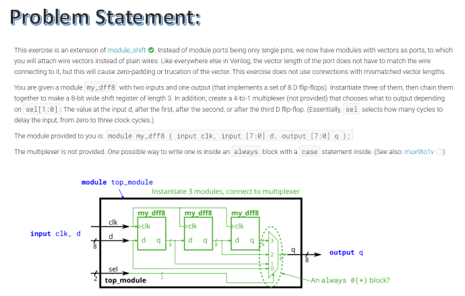 Problem Statement:
This exercise is an extension of module_shift. Instead of module ports being only single pins, we now have modules with vectors as ports, to which
you will attach wire vectors instead of plain wires. Like everywhere else in Verilog, the vector length of the port does not have to match the wire
connecting to it, but this will cause zero-padding or trucation of the vector. This exercise does not use connections with mismatched vector lengths.
You are given a module my_dff8 with two inputs and one output (that implements a set of 8 D flip-flops). Instantiate three of them, then chain them
together to make a 8-bit wide shift register of length 3. In addition, create a 4-to-1 multiplexer (not provided) that chooses what to output depending
on sel[1:0]: The value at the input d, after the first, after the second, or after the third D flip-flop. (Essentially, sel selects how many cycles to
delay the input, from zero to three clock cycles.)
The module provided to you is: module my_dff8 ( input clk, input [7:0] d, output [7:0] q );
The multiplexer is not provided. One possible way to write one is inside an always block with a case statement inside. (See also: mux9to1v)
module top_module
Instantiate 3 modules, connect to multiplexer
my_dff8 my_dff8 my_dff8
clk clk clk clk
input clk, d
d d q d q d q 3
8
2
1
0
q
8
output q
sel
2
top_module
An always @(*) block?